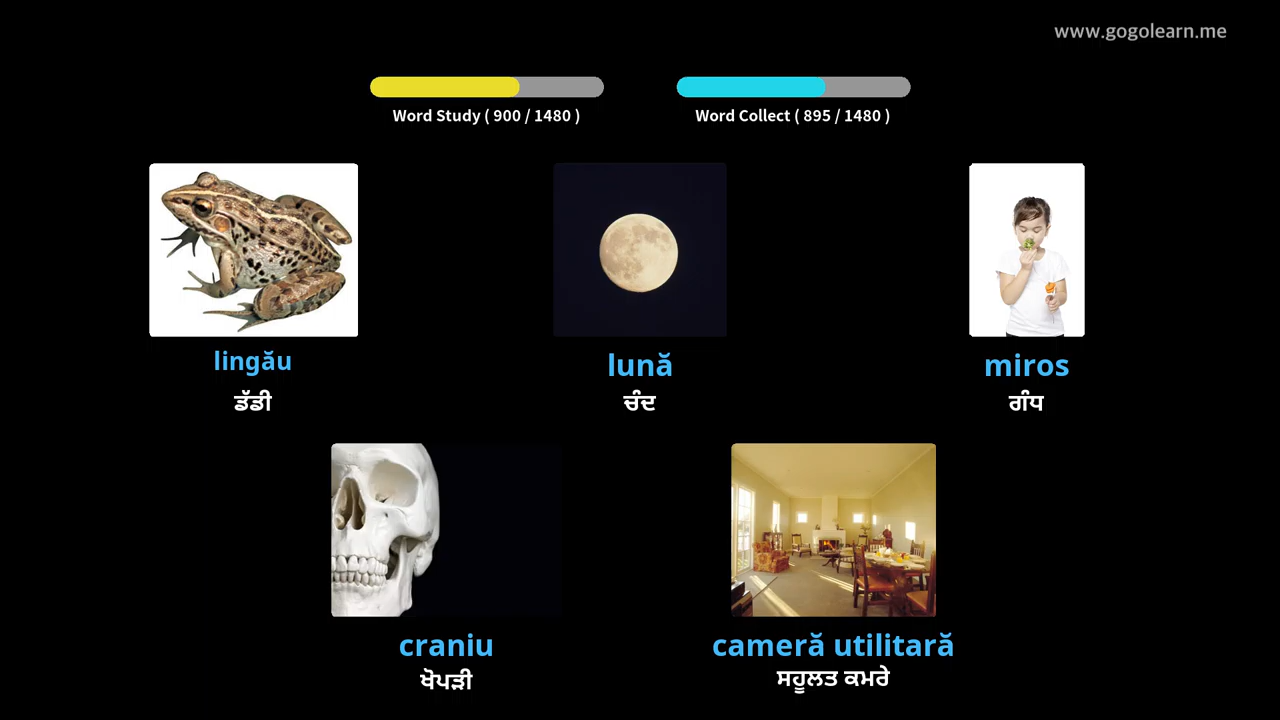 www.gogolearn.me
Word Study ( 900 / 1480 )
Word Collect ( 895 / 1480 )
lingău
lună
miros
ਡੱਡੀ
ਚੰਦ
ਗੰਧ
craniu
cameră utilitară
ਖੋਪੜੀ
ਸਹੂਲਤ ਕਮਰੇ